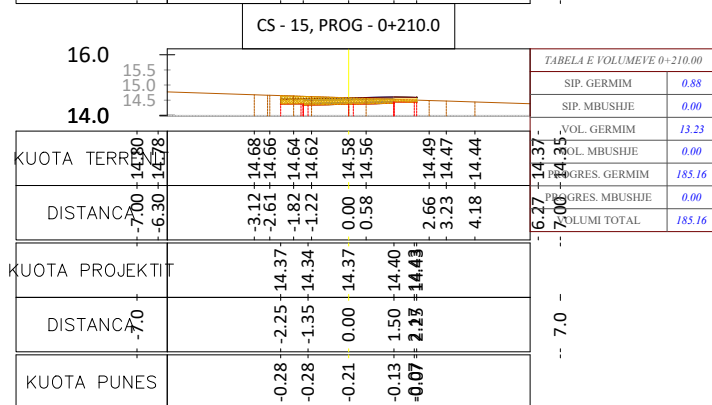 CS - 15, PROG - 0+210.0
16.0
15.5
15.0
14.5
14.0
TABELA E VOLUMEVE 0+210.00
SIP. GERMIM 0.88
SIP. MBUSHJE 0.00
VOL. GERMIM 13.23
VOL. MBUSHJE 0.00
PROGRES. GERMIM 185.16
PROGRES. MBUSHJE 0.00
VOLUMI TOTAL 185.16
KUOTA TERRENIT 14.80 14.78 14.68 14.66 14.64 14.62 14.58 14.56 14.49 14.47 14.44 14.37 14.35
DISTANCA -7.00 -6.30 -3.12 -2.61 -1.82 -1.22 0.00 0.58 2.66 3.23 4.18 6.27 7.00
KUOTA PROJEKTIT 14.37 14.34 14.37 14.40 14.43
DISTANCA -7.0 -2.25 -1.35 0.00 1.50 2.25 7.0
KUOTA PUNES -0.28 -0.28 -0.21 -0.13 -0.07